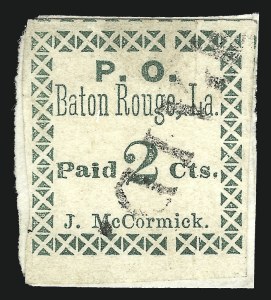 P. O.
Baton Rouge, La.
Paid 2 Cts.
J. McCormick.